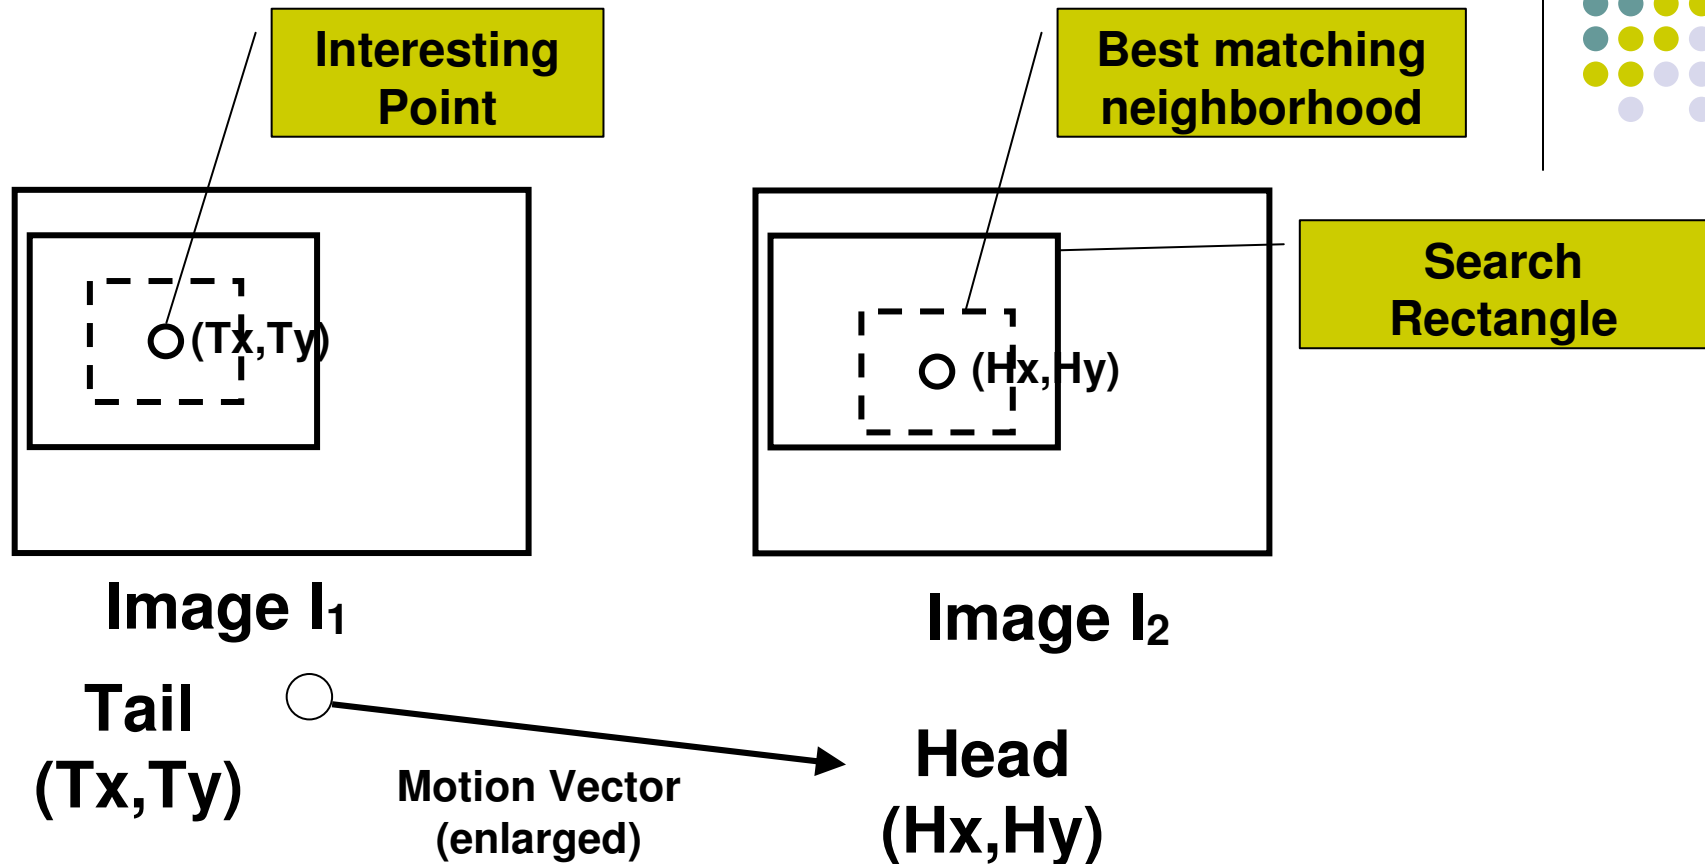 Interesting
Point
Best matching
neighborhood
Search
Rectangle
(Tx,Ty)
(Hx,Hy)
Image I₁
Image I₂
Tail
(Tx,Ty)
Motion Vector
(enlarged)
Head
(Hx,Hy)